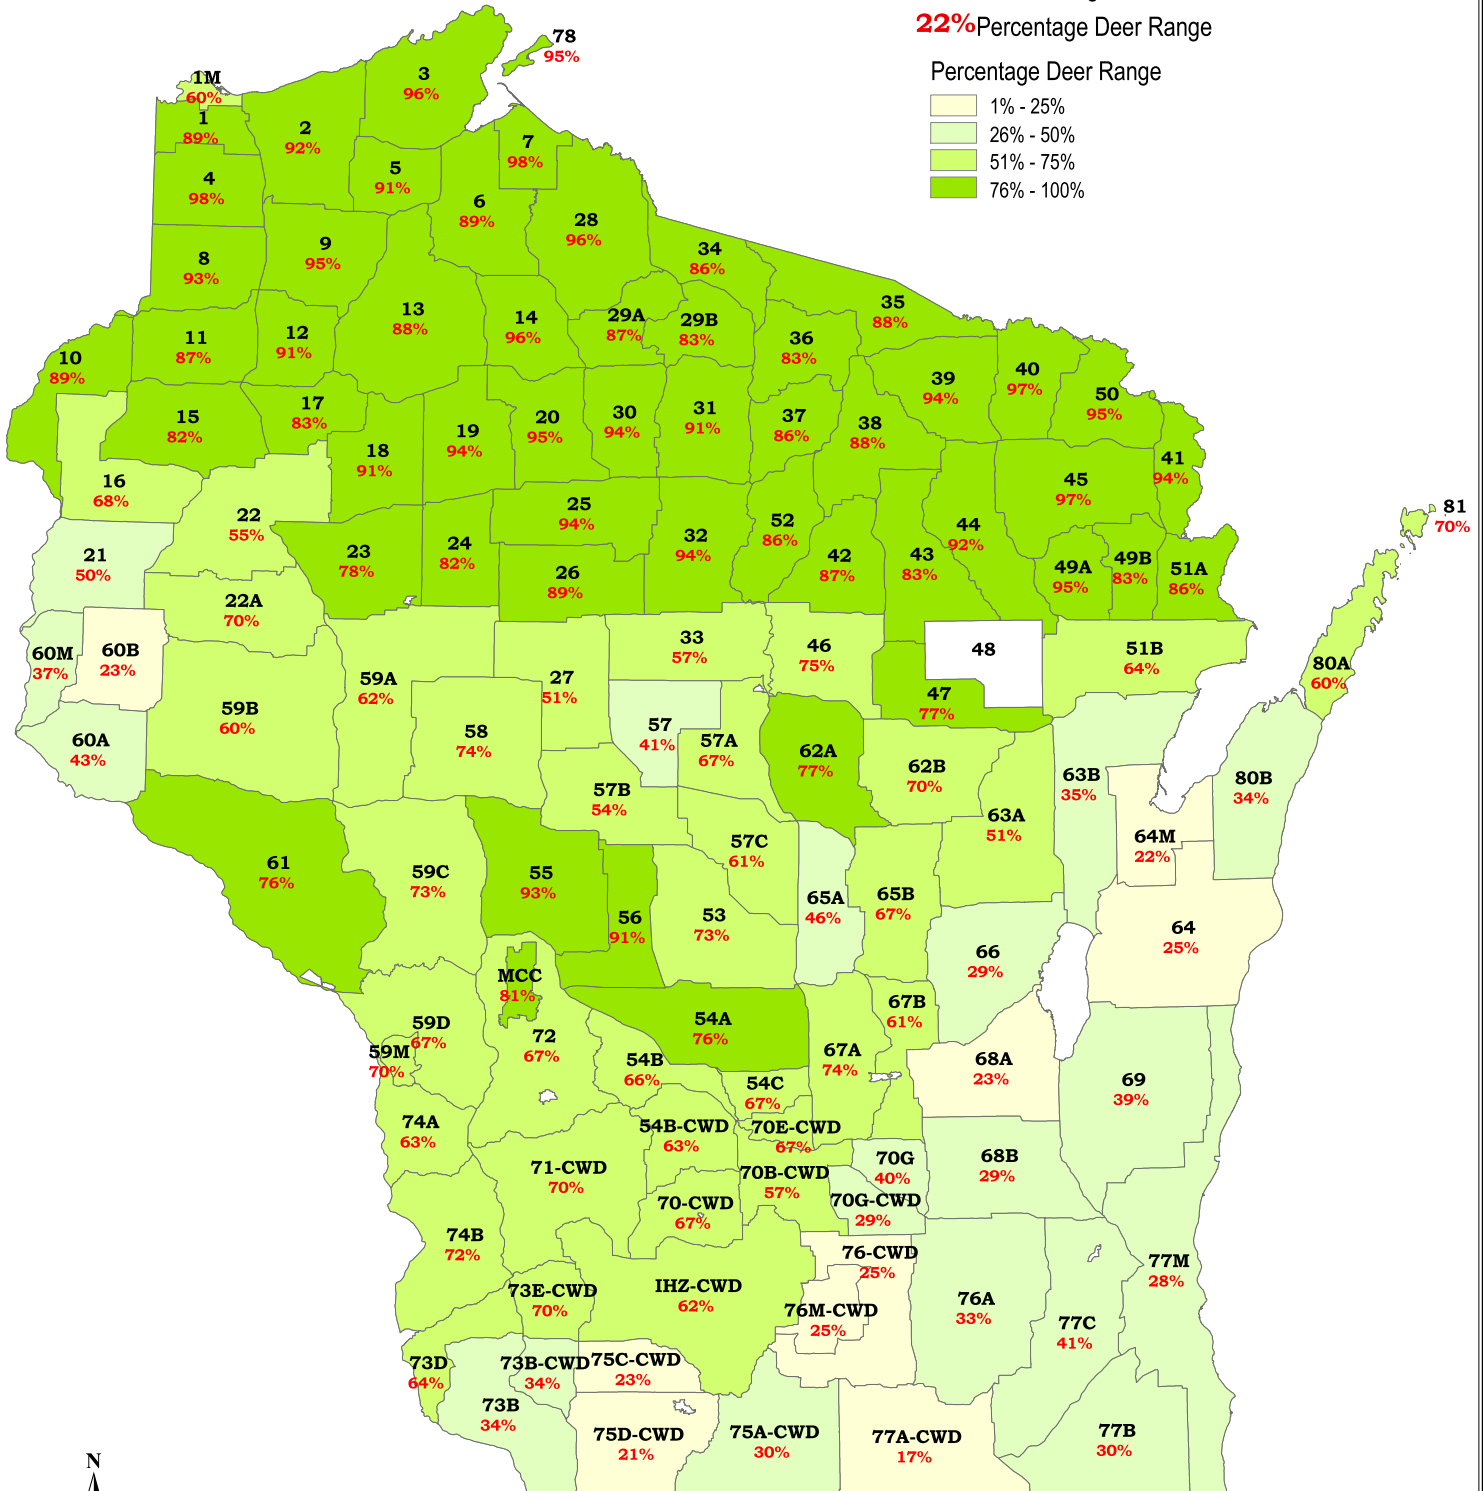 22% Percentage Deer Range
Percentage Deer Range
1% - 25%
26% - 50%
51% - 75%
76% - 100%
78
95%
3
96%
1M
60%
1
89%
2
92%
7
98%
5
91%
4
98%
6
89%
28
96%
9
95%
8
93%
34
86%
35
88%
13
88%
14
96%
29A
87%
29B
83%
36
83%
12
91%
11
87%
10
89%
39
94%
40
97%
50
95%
17
83%
15
82%
20
95%
30
94%
31
91%
37
86%
38
88%
19
94%
18
91%
41
94%
45
97%
16
68%
22
55%
25
94%
81
70%
52
86%
44
92%
32
94%
24
82%
23
78%
21
50%
42
87%
43
83%
49A
95%
49B
83%
51A
86%
26
89%
22A
70%
33
57%
46
75%
48
51B
64%
60M
37%
60B
23%
80A
60%
59A
62%
27
51%
47
77%
59B
60%
57
41%
58
74%
60A
43%
57A
67%
62A
77%
62B
70%
63B
35%
80B
34%
57B
54%
63A
51%
64M
22%
57C
61%
61
76%
59C
73%
55
93%
65A
46%
65B
67%
56
91%
53
73%
64
25%
66
29%
MCC
81%
67B
61%
54A
76%
59D
67%
72
67%
59M
70%
67A
74%
54B
66%
68A
23%
54C
67%
69
39%
74A
63%
54B-CWD
63%
70E-CWD
67%
71-CWD
70%
70B-CWD
57%
70G
40%
68B
29%
70-CWD
67%
70G-CWD
29%
74B
72%
76-CWD
25%
77M
28%
IHZ-CWD
62%
73E-CWD
70%
76A
33%
76M-CWD
25%
77C
41%
73D
64%
73B-CWD
34%
75C-CWD
23%
73B
34%
75D-CWD
21%
75A-CWD
30%
77A-CWD
17%
77B
30%
N